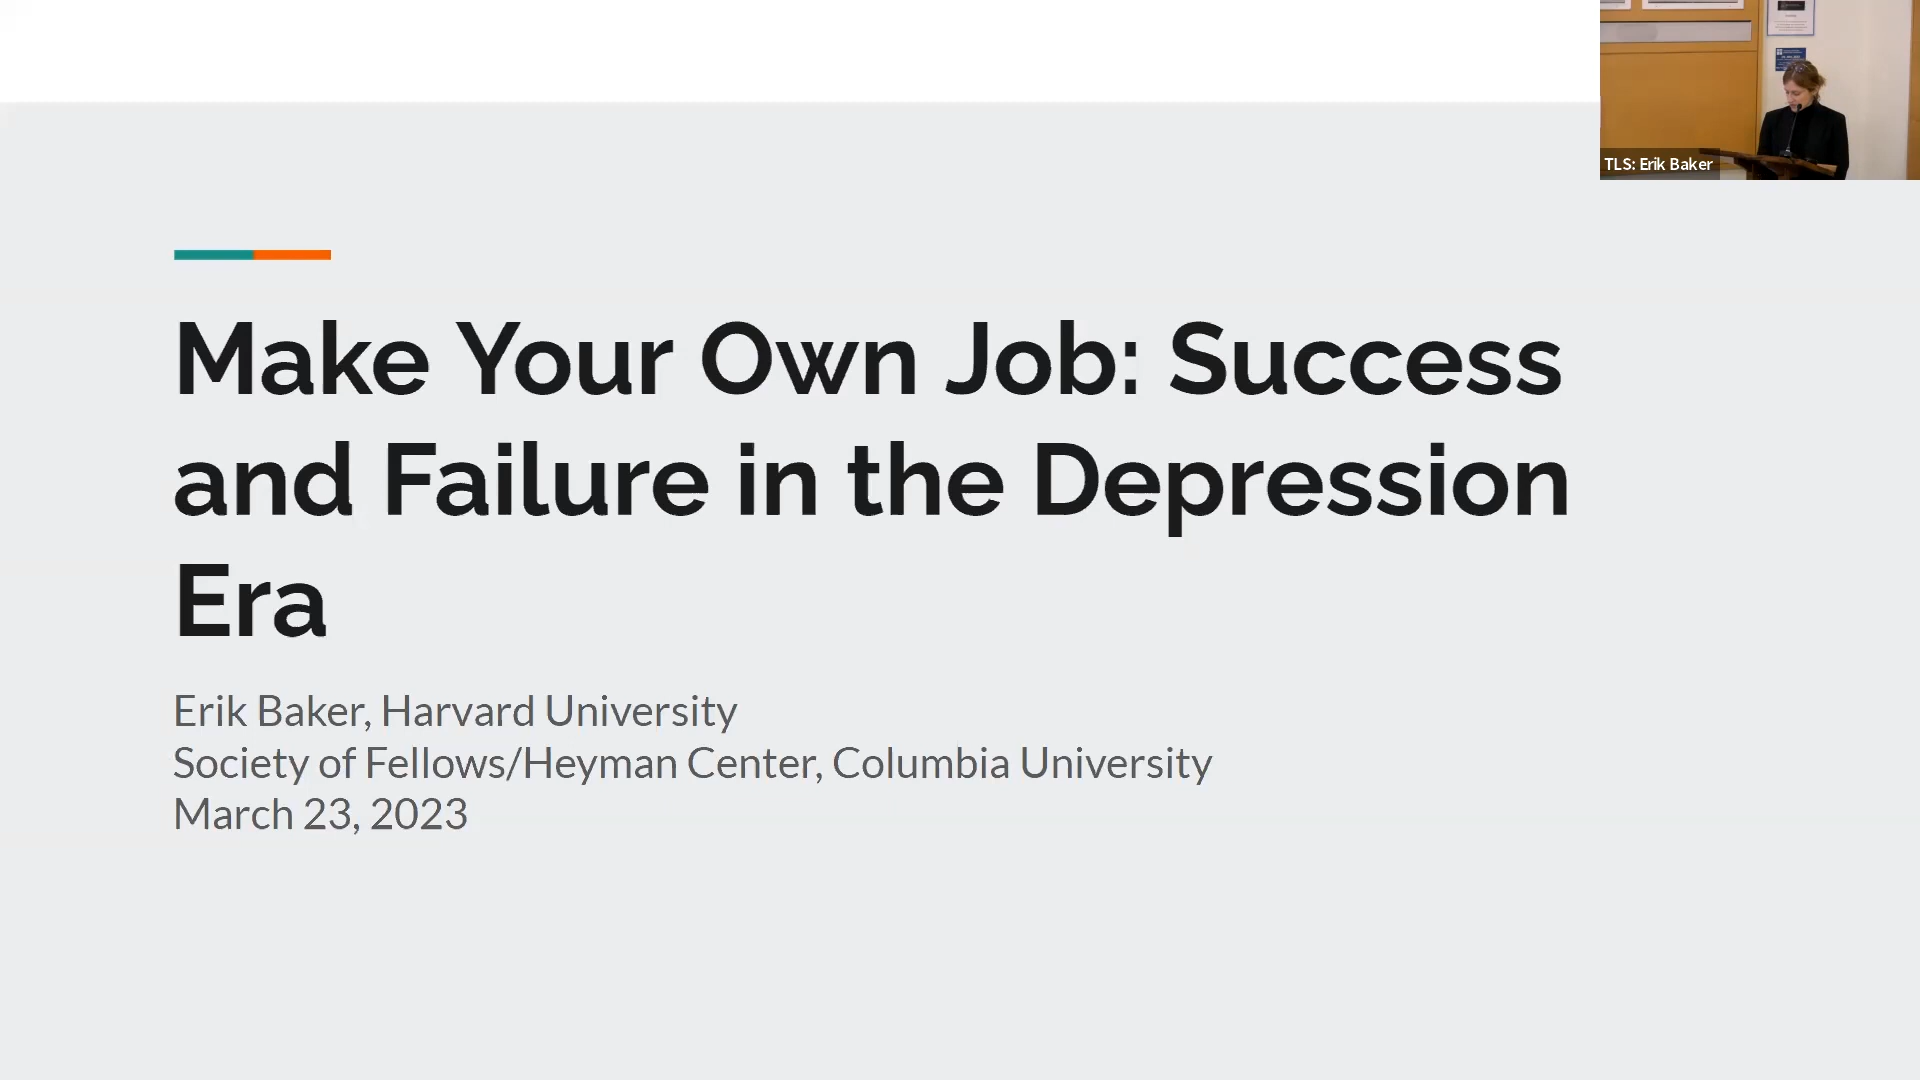 Make Your Own Job: Success
and Failure in the Depression
Era
Erik Baker, Harvard University
Society of Fellows/Heyman Center, Columbia University
March 23, 2023
TLS: Erik Baker